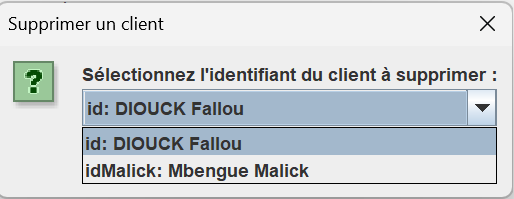 Supprimer un client
Sélectionnez l'identifiant du client à supprimer :
id: DIOUCK Fallou
id: DIOUCK Fallou
idMalick: Mbengue Malick